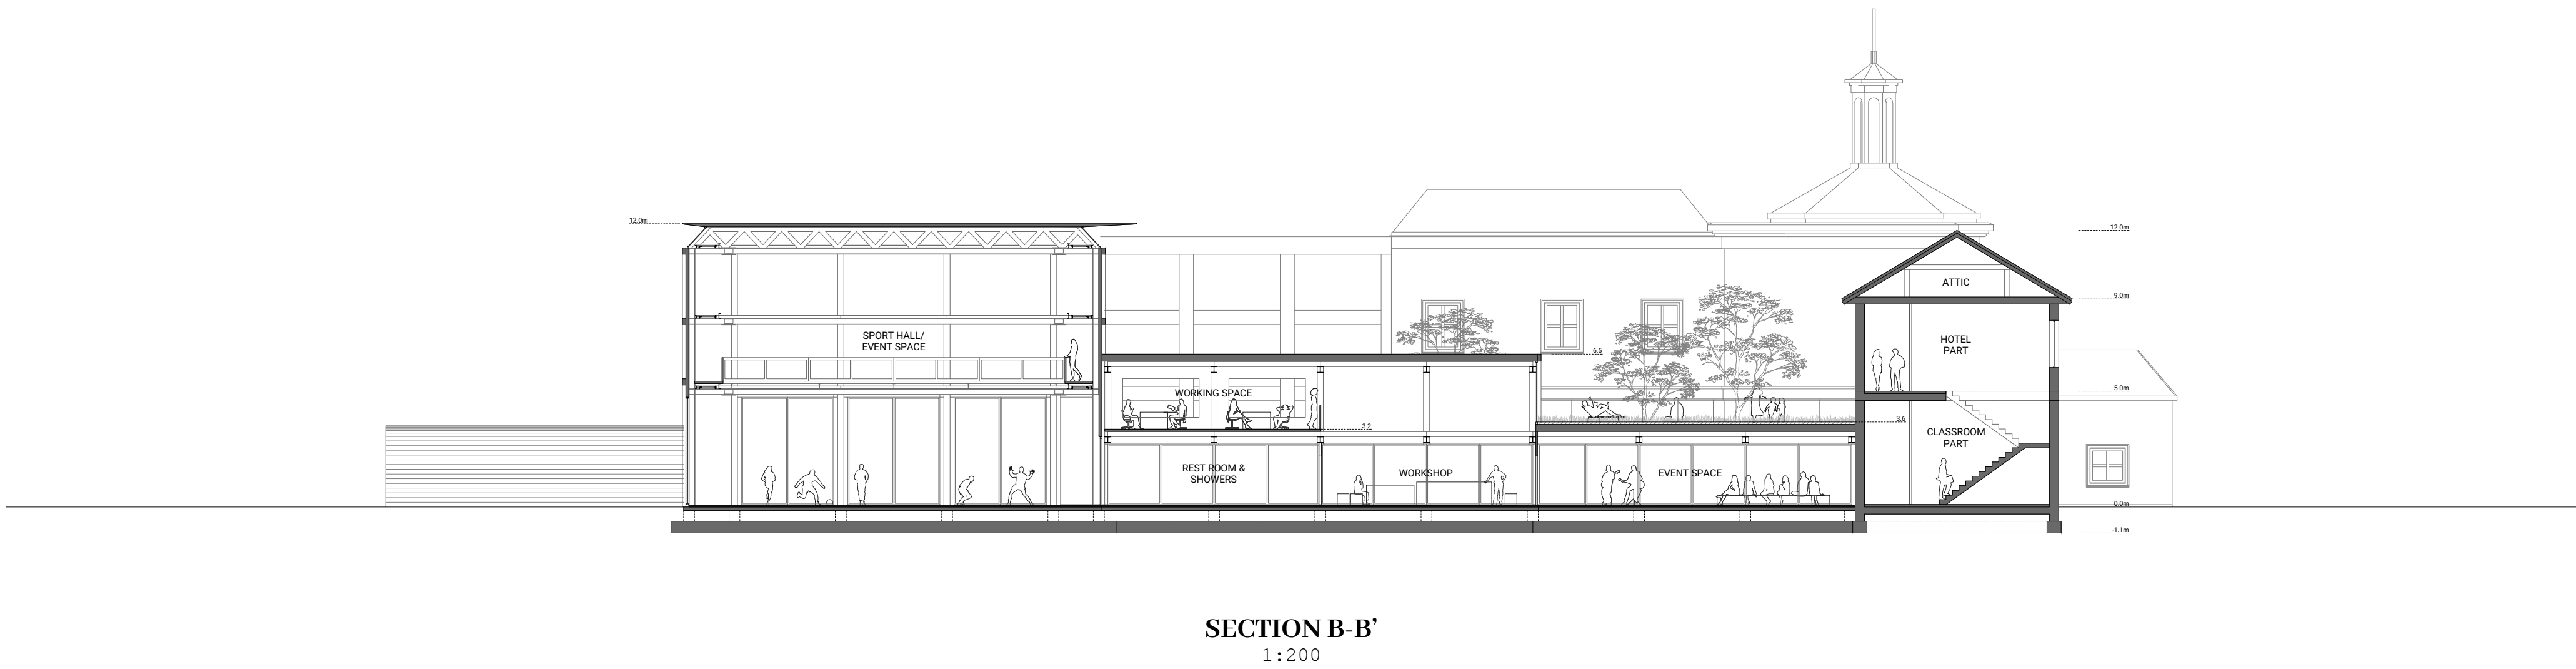 12.0m
12.0m
ATTIC
9.0m
SPORT HALL/
EVENT SPACE
HOTEL
PART
6.5
5.0m
WORKING SPACE
3.2
3.6
CLASSROOM
PART
REST ROOM &
SHOWERS
WORKSHOP
EVENT SPACE
0.0m
-1.1m
SECTION B-B’
1:200